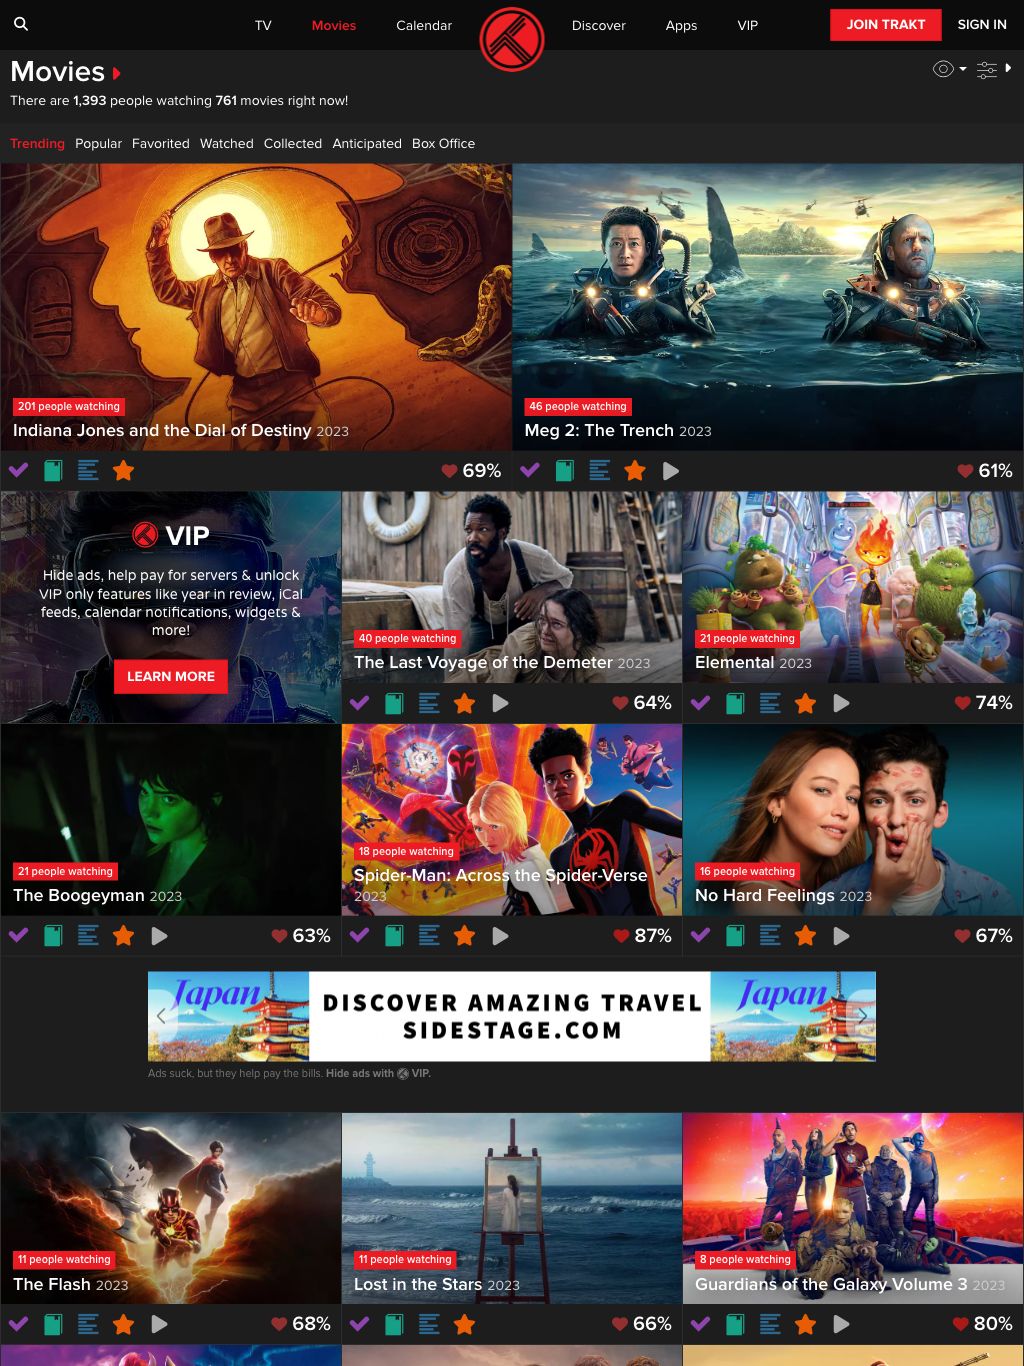 TV Movies Calendar Discover Apps VIP JOIN TRAKT SIGN IN
Movies
There are 1,393 people watching 761 movies right now!
Trending Popular Favorited Watched Collected Anticipated Box Office
201 people watching
Indiana Jones and the Dial of Destiny 2023
69%
46 people watching
Meg 2: The Trench 2023
61%
VIP
Hide ads, help pay for servers & unlock
VIP only features like year in review, iCal
feeds, calendar notifications, widgets &
more!
LEARN MORE
40 people watching
The Last Voyage of the Demeter 2023
64%
21 people watching
Elemental 2023
74%
21 people watching
The Boogeyman 2023
63%
18 people watching
Spider-Man: Across the Spider-Verse
2023
87%
16 people watching
No Hard Feelings 2023
67%
Japan
DISCOVER AMAZING TRAVEL
SIDESTAGE.COM
Japan
Ads suck, but they help pay the bills. Hide ads with VIP.
11 people watching
The Flash 2023
68%
11 people watching
Lost in the Stars 2023
66%
8 people watching
Guardians of the Galaxy Volume 3 2023
80%